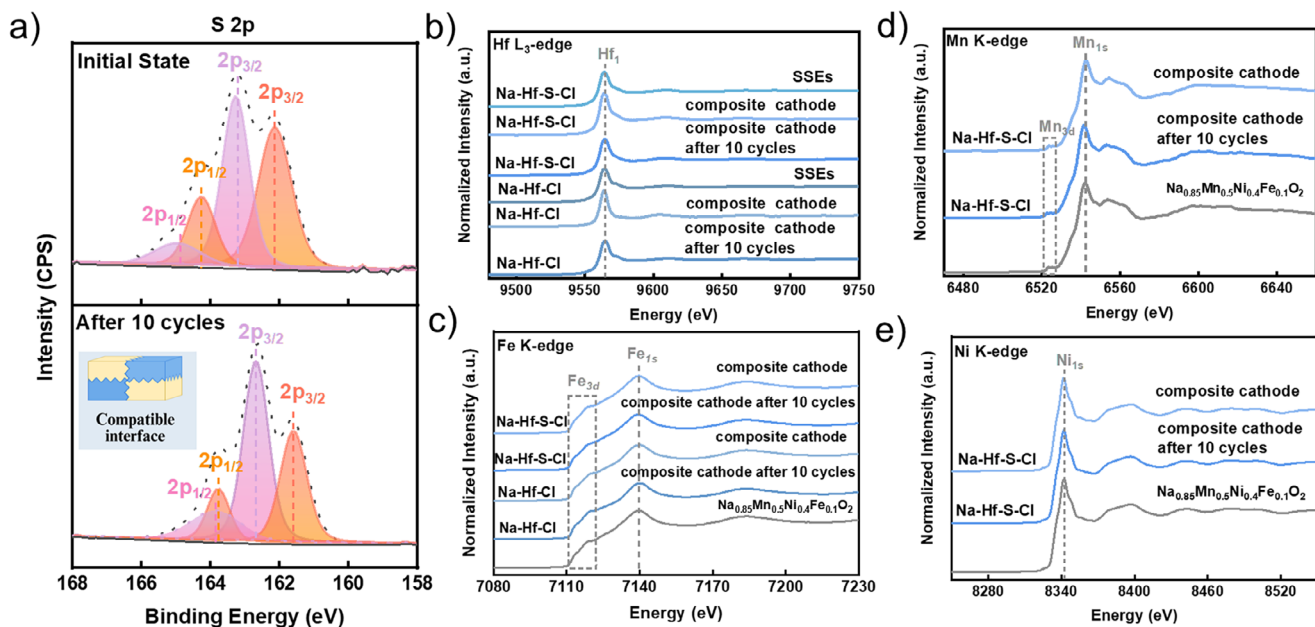 a)
S 2p
Initial State
2p3/2
2p3/2
2p1/2
2p1/2
After 10 cycles
2p3/2
2p3/2
2p1/2
2p1/2
Compatible
interface
Intensity (CPS)
168 166 164 162 160 158
Binding Energy (eV)
b)
Hf L3-edge
Hf1
SSEs
Na-Hf-S-Cl
composite cathode
Na-Hf-S-Cl
composite cathode
after 10 cycles
Na-Hf-S-Cl
SSEs
Na-Hf-Cl
composite cathode
Na-Hf-Cl
composite cathode
after 10 cycles
Na-Hf-Cl
Normalized Intensity (a.u.)
9500 9550 9600 9650 9700 9750
Energy (eV)
c)
Fe K-edge
Fe1s
Fe3d
composite cathode
Na-Hf-S-Cl
composite cathode after 10 cycles
Na-Hf-S-Cl
composite cathode
Na-Hf-Cl
composite cathode after 10 cycles
Na-Hf-Cl
Na0.85Mn0.5Ni0.4Fe0.1O2
Normalized Intensity (a.u.)
7080 7110 7140 7170 7200 7230
Energy (eV)
d)
Mn K-edge
Mn1s
Mn3d
composite cathode
Na-Hf-S-Cl
composite cathode
after 10 cycles
Na-Hf-S-Cl
Na0.85Mn0.5Ni0.4Fe0.1O2
Normalized Intensity (a.u.)
6480 6520 6560 6600 6640
Energy (eV)
e)
Ni K-edge
Ni1s
composite cathode
Na-Hf-S-Cl
composite cathode
after 10 cycles
Na-Hf-S-Cl
Na0.85Mn0.5Ni0.4Fe0.1O2
Normalized Intensity (a.u.)
8280 8340 8400 8460 8520
Energy (eV)